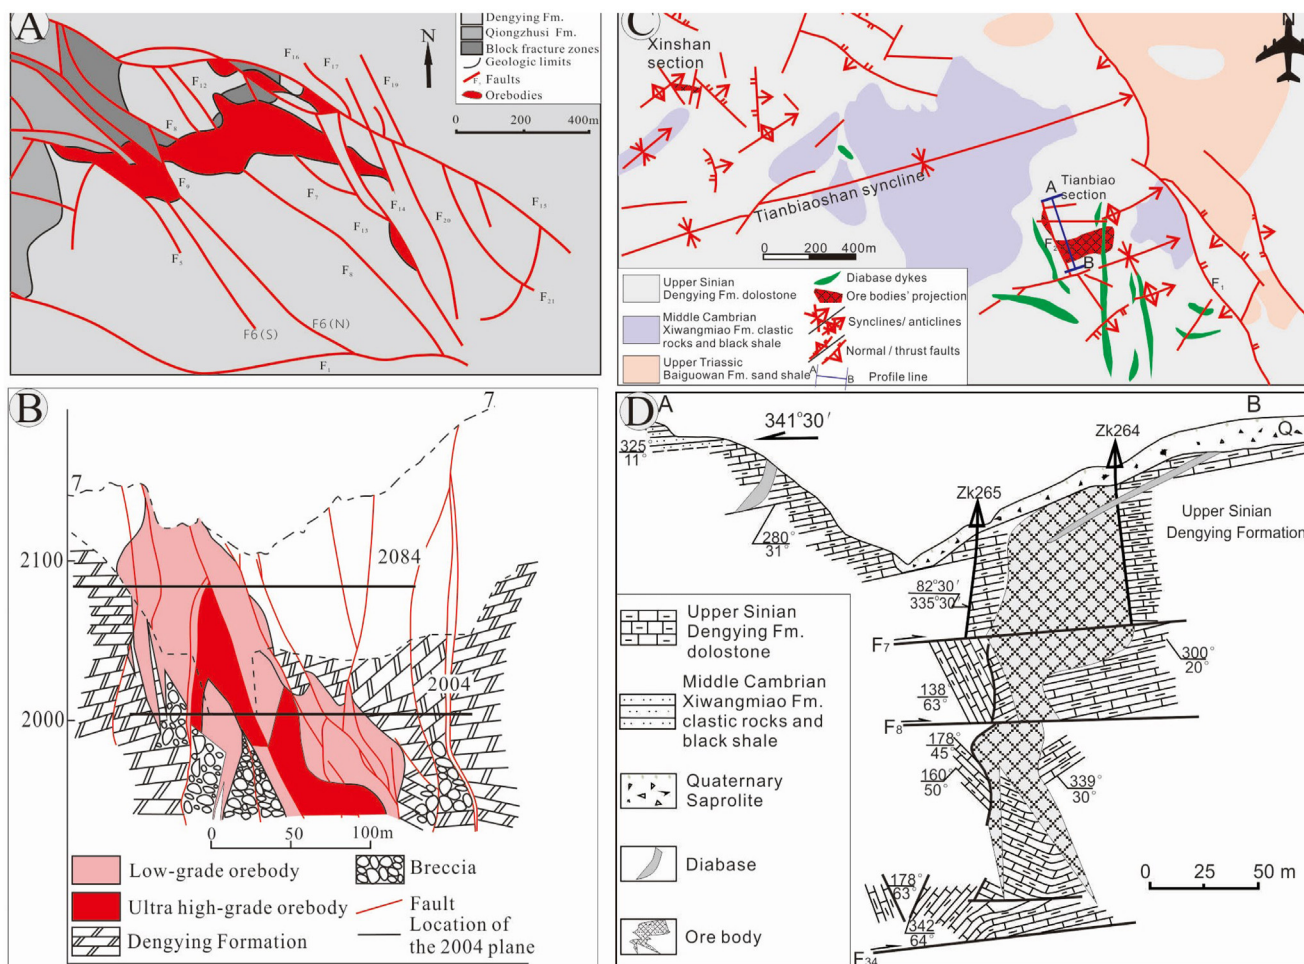 A
Dengying Fm.
Qiongzhusi Fm.
Block fracture zones
Geologic limits
Faults
Orebodies
N
0 200 400m
F16
F17
F19
F12
F8
F9
F7
F5
F13
F14
F20
F15
F8
F21
F6(S)
F6(N)
F1
C
Xinshan
section
N
Tianbiaoshan syncline
A
Tianbiao
section
B
F1
0 200 400m
Upper Sinian
Dengying Fm. dolostone
Middle Cambrian
Xiwangmiao Fm. clastic
rocks and black shale
Upper Triassic
Baiguowan Fm. sand shale
Diabase dykes
Ore bodies' projection
Synclines/ anticlines
Normal / thrust faults
A B Profile line
B
7
7
2100
2084
2004
2000
0 50 100m
Low-grade orebody
Ultra high-grade orebody
Dengying Formation
Breccia
Fault
Location of
the 2004 plane
D
A
B
341°30′
325°
11°
Zk264
Q
Zk265
280°
31°
Upper Sinian
Dengying Formation
82°30′
335°30′
F7
300°
20°
138°
63°
F8
178°
45°
160°
50°
339°
30°
178°
63°
342°
64°
F34
0 25 50 m
Upper Sinian
Dengying Fm.
dolostone
Middle Cambrian
Xiwangmiao Fm.
clastic rocks and
black shale
Quaternary
Saprolite
Diabase
Ore body